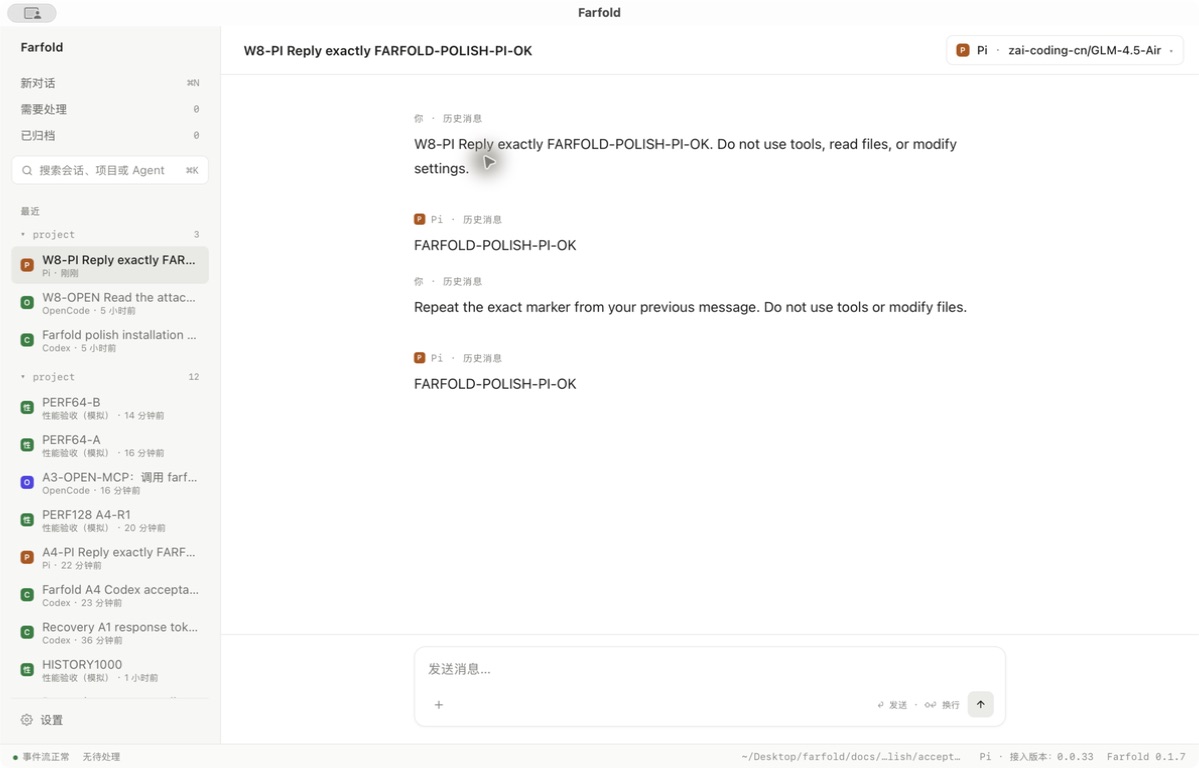 Farfold
Farfold
新对话 ⌘N
需要处理 0
已归档 0
搜索会话、项目或 Agent ⌘K
最近
project 3
P W8-PI Reply exactly FAR...
Pi · 刚刚
O W8-OPEN Read the attac...
OpenCode · 5 小时前
C Farfold polish installation ...
Codex · 5 小时前
project 12
性 PERF64-B
性能验收（模拟） · 14 分钟前
性 PERF64-A
性能验收（模拟） · 16 分钟前
O A3-OPEN-MCP：调用 farf...
OpenCode · 16 分钟前
性 PERF128 A4-R1
性能验收（模拟） · 20 分钟前
P A4-PI Reply exactly FARF...
Pi · 22 分钟前
C Farfold A4 Codex accepta...
Codex · 23 分钟前
C Recovery A1 response tok...
Codex · 36 分钟前
性 HISTORY1000
性能验收（模拟） · 1 小时前
设置
W8-PI Reply exactly FARFOLD-POLISH-PI-OK
P Pi · zai-coding-cn/GLM-4.5-Air
你 · 历史消息
W8-PI Reply exactly FARFOLD-POLISH-PI-OK. Do not use tools, read files, or modify
settings.
P Pi · 历史消息
FARFOLD-POLISH-PI-OK
你 · 历史消息
Repeat the exact marker from your previous message. Do not use tools or modify files.
P Pi · 历史消息
FARFOLD-POLISH-PI-OK
发送消息...
+ ↵ 发送 · ⇧↵ 换行
事件流正常 无待处理
~/Desktop/farfold/docs/…lish/accept… Pi · 接入版本: 0.0.33 Farfold 0.1.7